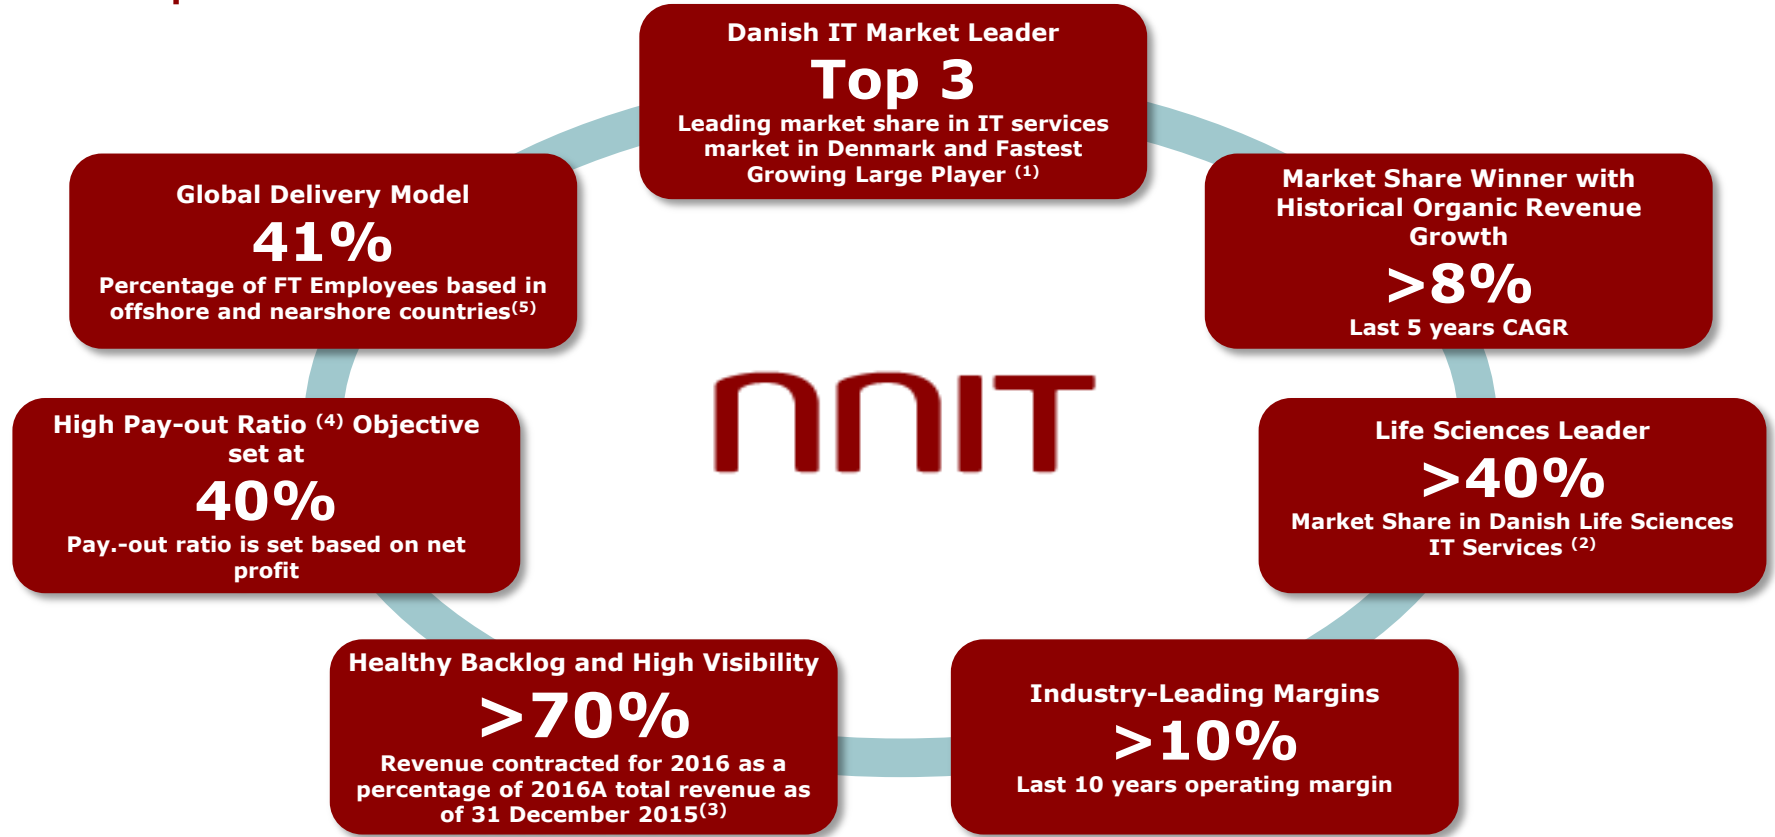 Danish IT Market Leader
Top 3
Leading market share in IT services
market in Denmark and Fastest
Growing Large Player (1)
Market Share Winner with
Historical Organic Revenue
Growth
>8%
Last 5 years CAGR
Life Sciences Leader
>40%
Market Share in Danish Life Sciences
IT Services (2)
Industry-Leading Margins
>10%
Last 10 years operating margin
Healthy Backlog and High Visibility
>70%
Revenue contracted for 2016 as a
percentage of 2016A total revenue as
of 31 December 2015(3)
High Pay-out Ratio (4) Objective
set at
40%
Pay.-out ratio is set based on net
profit
Global Delivery Model
41%
Percentage of FT Employees based in
offshore and nearshore countries(5)
nnIT